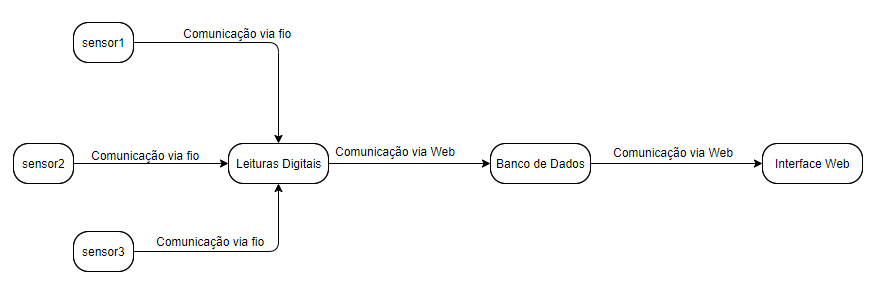 sensor1
Comunicação via fio
sensor2
Comunicação via fio
Leituras Digitais
Comunicação via Web
Banco de Dados
Comunicação via Web
Interface Web
sensor3
Comunicação via fio